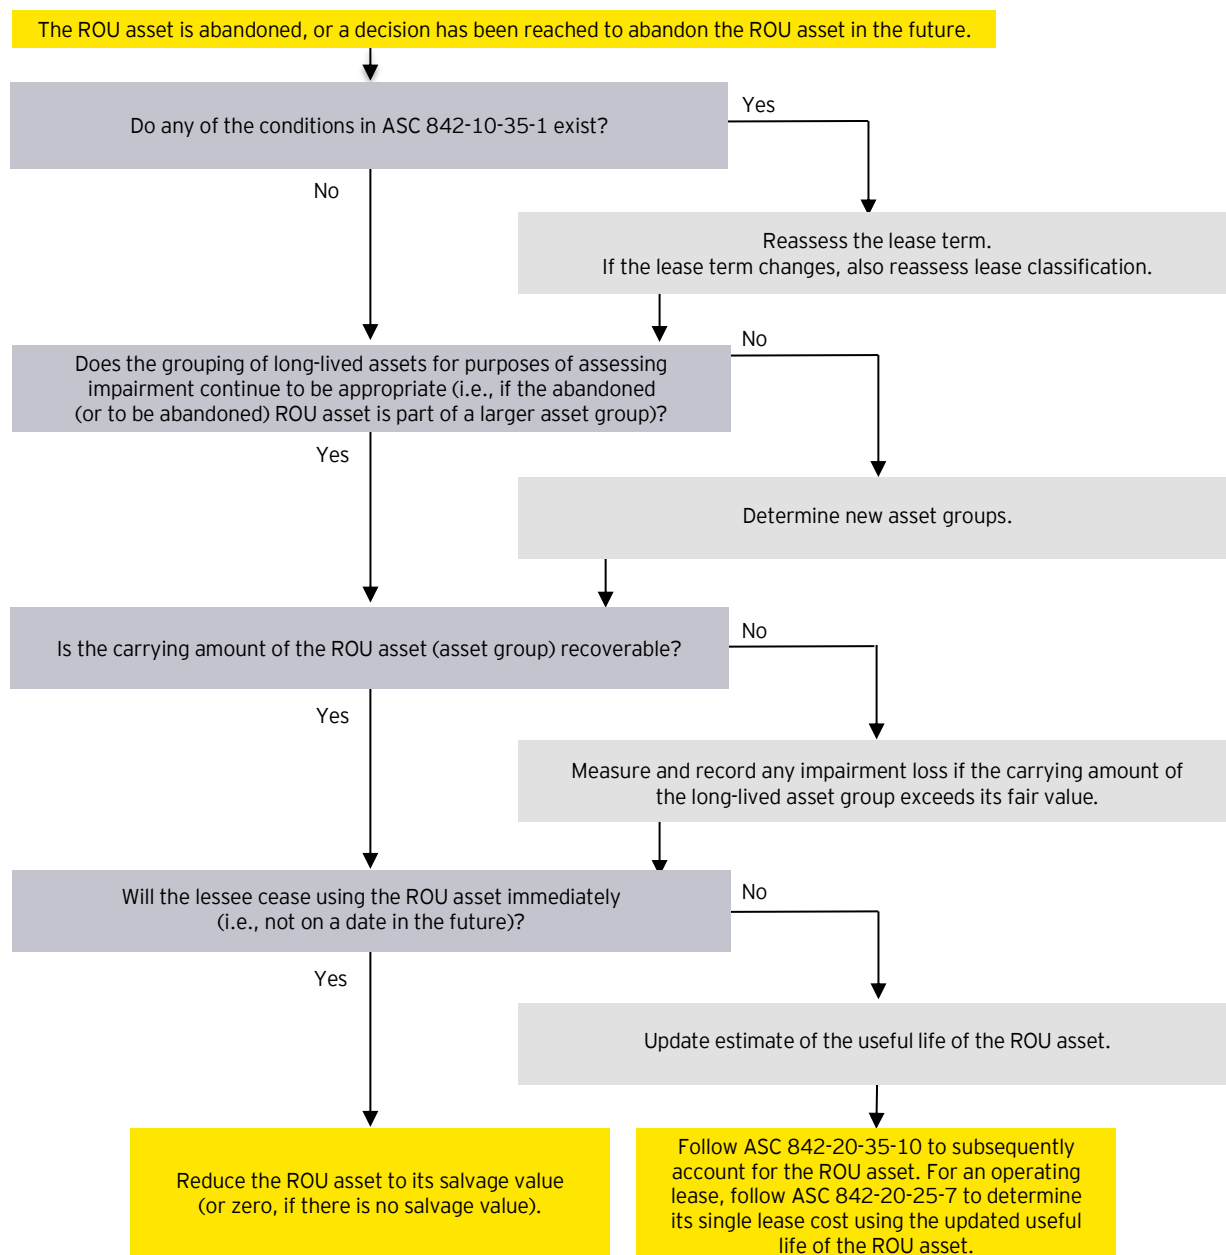 The ROU asset is abandoned, or a decision has been reached to abandon the ROU asset in the future.
Do any of the conditions in ASC 842-10-35-1 exist?
Yes
No
Reassess the lease term.
If the lease term changes, also reassess lease classification.
Does the grouping of long-lived assets for purposes of assessing
impairment continue to be appropriate (i.e., if the abandoned
(or to be abandoned) ROU asset is part of a larger asset group)?
No
Yes
Determine new asset groups.
Is the carrying amount of the ROU asset (asset group) recoverable?
No
Yes
Measure and record any impairment loss if the carrying amount of
the long-lived asset group exceeds its fair value.
Will the lessee cease using the ROU asset immediately
(i.e., not on a date in the future)?
No
Yes
Update estimate of the useful life of the ROU asset.
Reduce the ROU asset to its salvage value
(or zero, if there is no salvage value).
Follow ASC 842-20-35-10 to subsequently
account for the ROU asset. For an operating
lease, follow ASC 842-20-25-7 to determine
its single lease cost using the updated useful
life of the ROU asset.